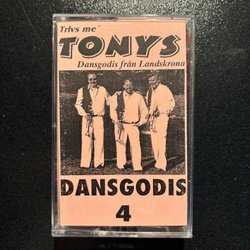 Trivs me
TONYS
Dansgodis från Landskrona
DANSGODIS
4